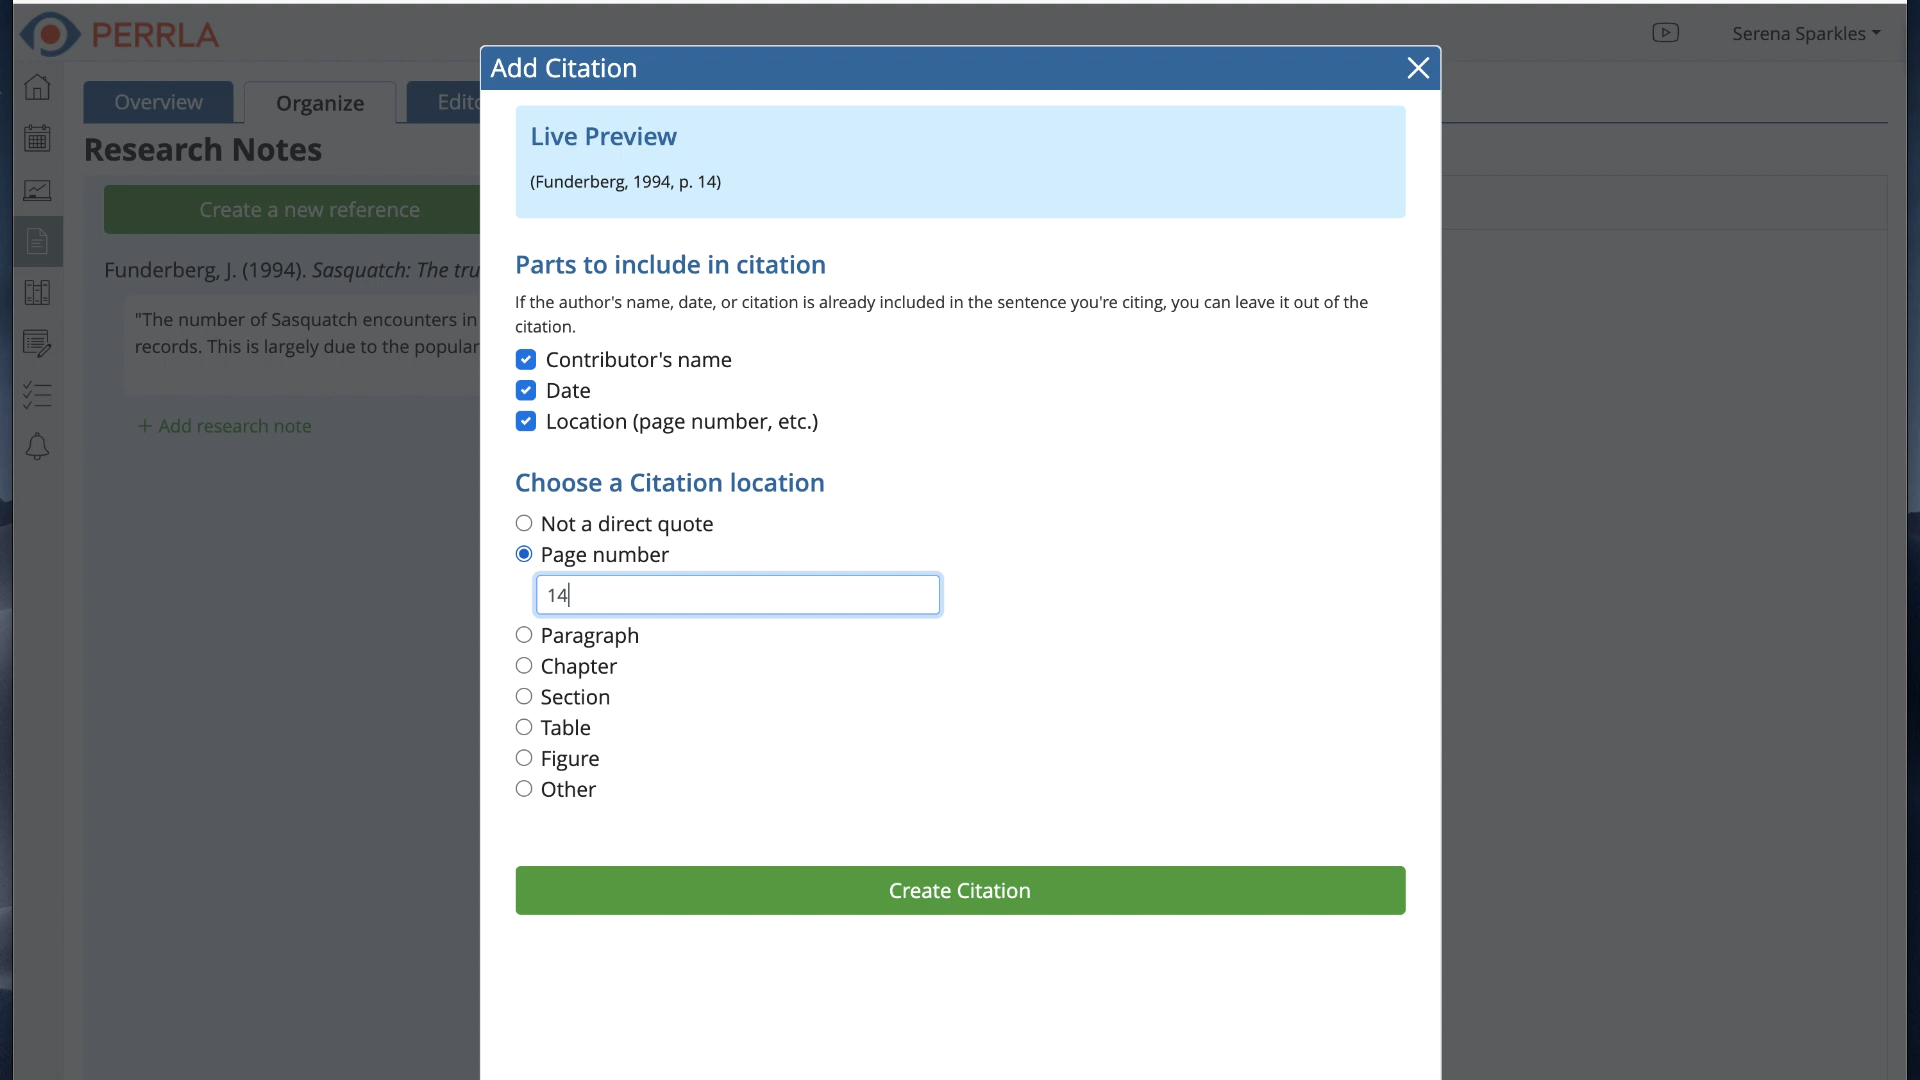 PERRLA
Serena Sparkles
Add Citation
Overview
Organize
Research Notes
Create a new reference
Funderberg, J. (1994). Sasquatch: The
"The number of Sasquatch encounters in
records. This is largely due to the
+ Add research note
Live Preview
(Funderberg, 1994, p. 14)
Parts to include in citation
If the author's name, date, or citation is already included in the sentence you're citing, you can leave it out of the
citation.
Contributor's name
Date
Location (page number, etc.)
Choose a Citation location
Not a direct quote
Page number
14
Paragraph
Chapter
Section
Table
Figure
Other
Create Citation